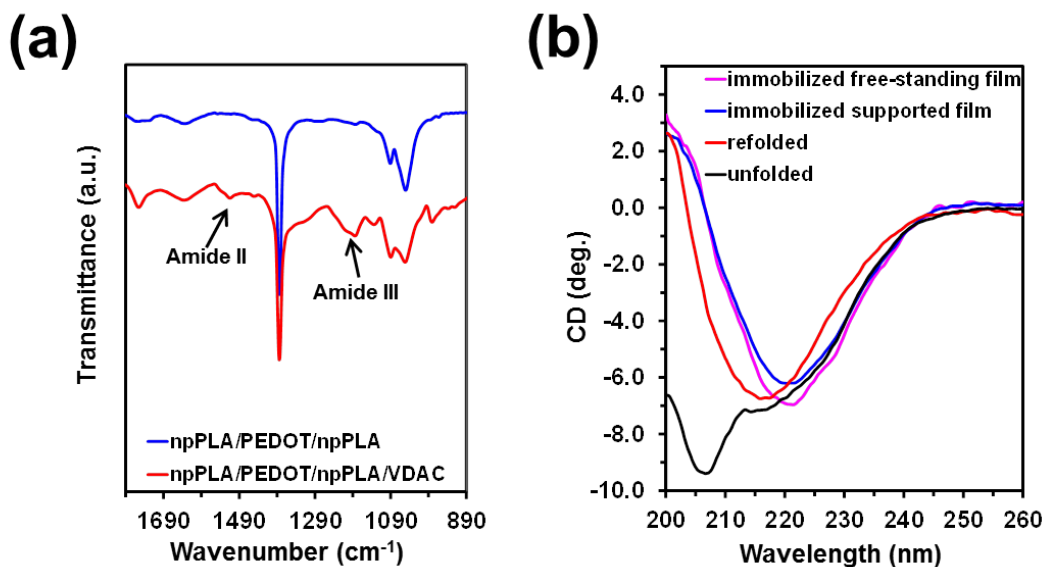 (a)
Transmittance (a.u.)
Amide II
Amide III
npPLA/PEDOT/npPLA
npPLA/PEDOT/npPLA/VDAC
1690 1490 1290 1090 890
Wavenumber (cm⁻¹)
(b)
immobilized free-standing film
immobilized supported film
refolded
unfolded
4.0
2.0
0.0
-2.0
-4.0
-6.0
-8.0
-10.0
CD (deg.)
200 210 220 230 240 250 260
Wavelength (nm)